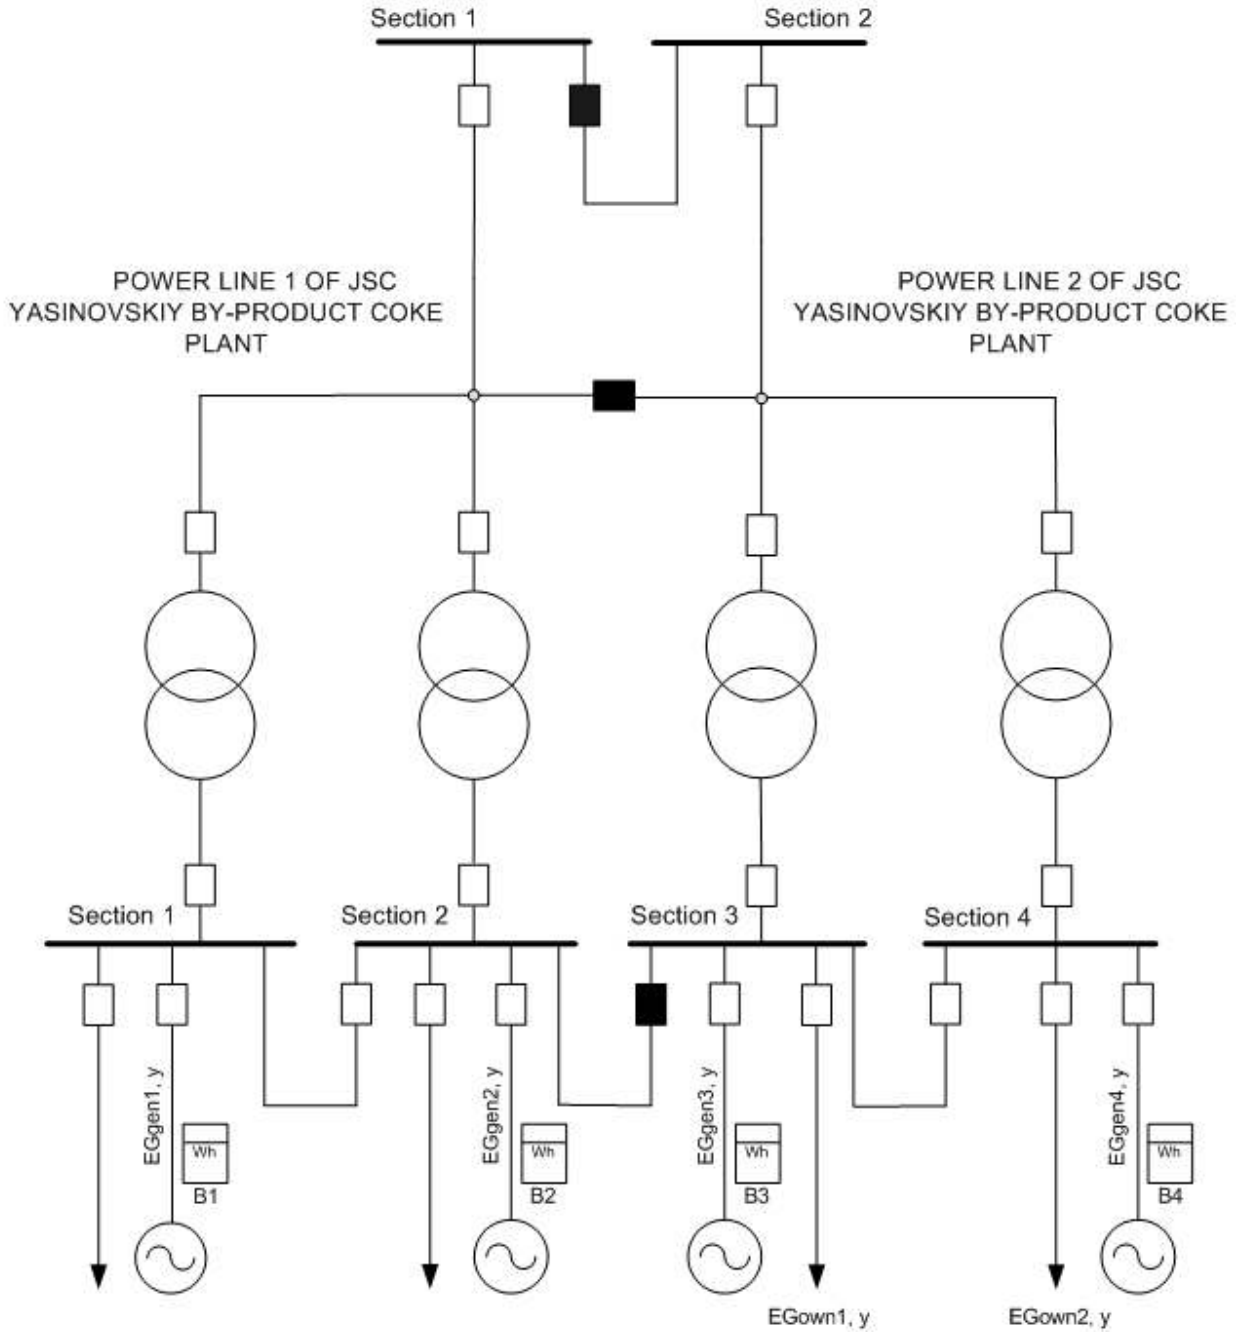 Section 1
Section 2
POWER LINE 1 OF JSC
YASINOVSKIY BY-PRODUCT COKE
PLANT
POWER LINE 2 OF JSC
YASINOVSKIY BY-PRODUCT COKE
PLANT
Section 1
Section 2
Section 3
Section 4
EGgen1, y
Wh
B1
EGgen2, y
Wh
B2
EGgen3, y
Wh
B3
EGgen4, y
Wh
B4
EGown1, y
EGown2, y